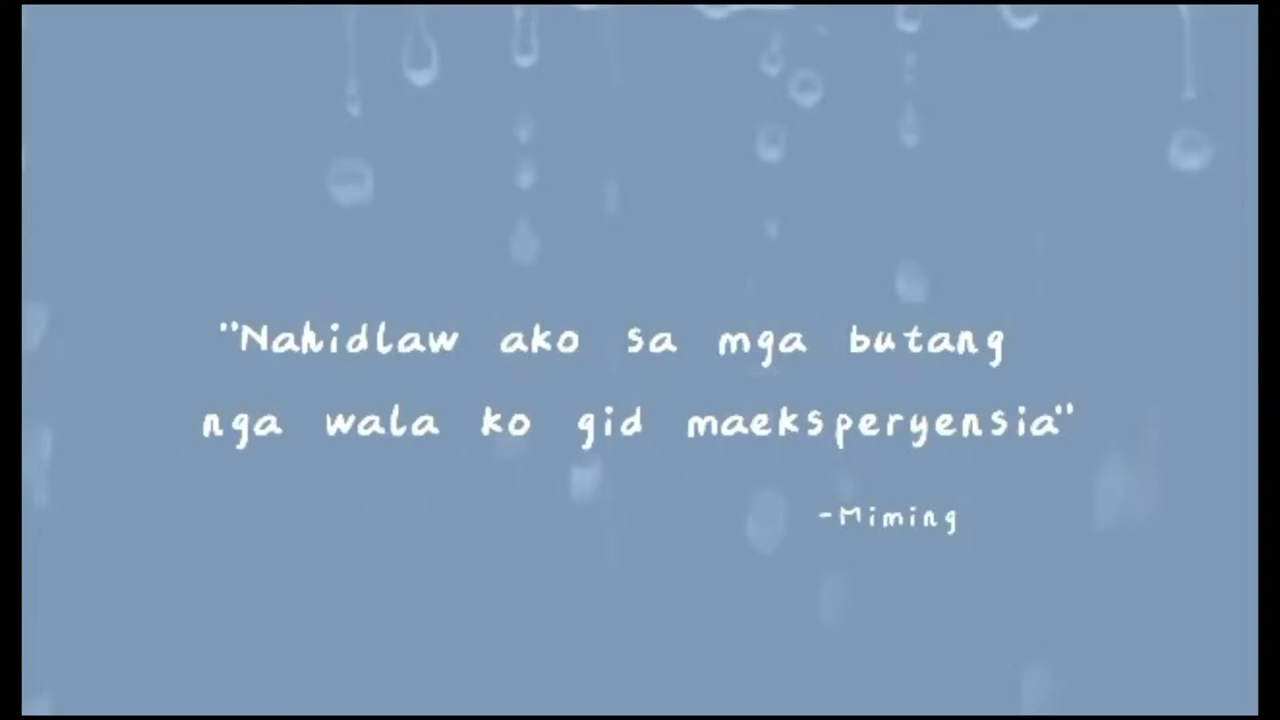 "Nahidlaw ako sa mga butang
nga wala ko gid maeksperyensia"
-Miming